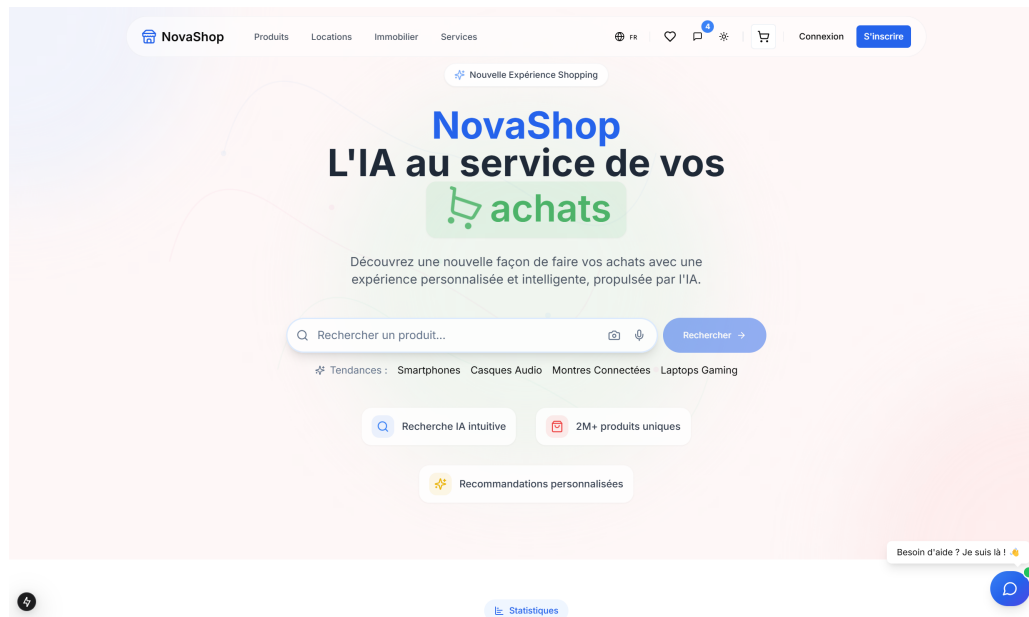 NovaShop
Produits
Locations
Immobilier
Services
FR
4
Connexion
S'inscrire
Nouvelle Expérience Shopping
NovaShop
L'IA au service de vos
achats
Découvrez une nouvelle façon de faire vos achats avec une
expérience personnalisée et intelligente, propulsée par l'IA.
Rechercher un produit...
Rechercher →
Tendances : Smartphones Casques Audio Montres Connectées Laptops Gaming
Recherche IA intuitive
2M+ produits uniques
Recommandations personnalisées
Besoin d'aide ? Je suis là ! 👋
Statistiques